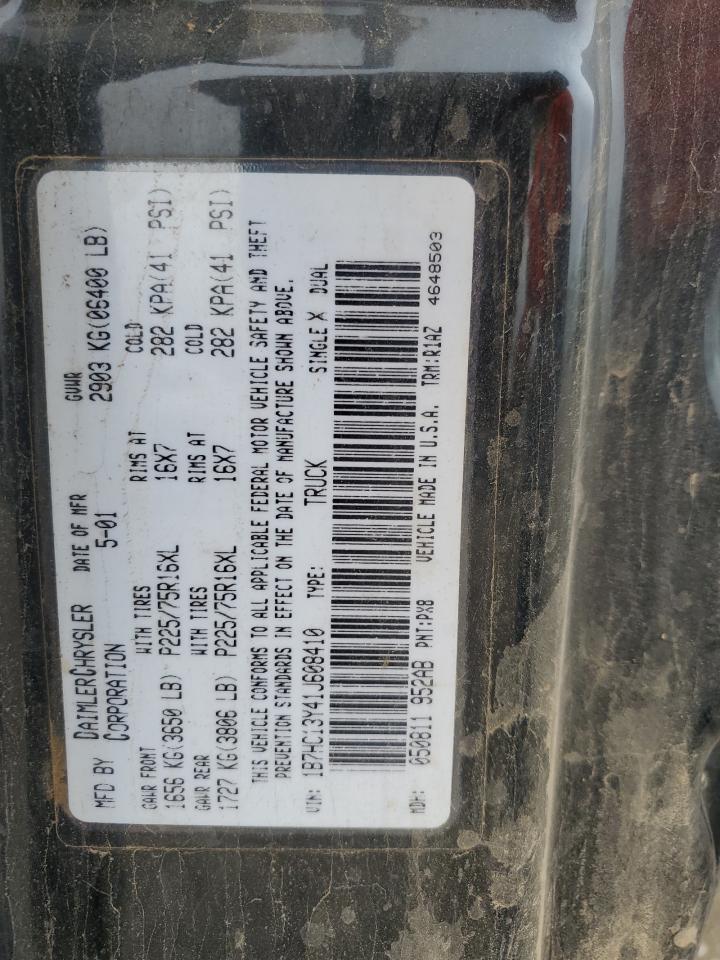 MFD BY DAIMLERCHRYSLER CORPORATION DATE OF MFR 5-01 GVWR 2903 KG(06400 LB)
GAWR FRONT WITH TIRES RIMS AT COLD
1656 KG(3650 LB) P225/75R16XL 16X7 282 KPA(41 PSI)
GAWR REAR WITH TIRES RIMS AT COLD
1727 KG(3806 LB) P225/75R16XL 16X7 282 KPA(41 PSI)
THIS VEHICLE CONFORMS TO ALL APPLICABLE FEDERAL MOTOR VEHICLE SAFETY AND THEFT
PREVENTION STANDARDS IN EFFECT ON THE DATE OF MANUFACTURE SHOWN ABOVE.
VIN: 1B7HC13Y41J608410 TYPE: TRUCK SINGLE X DUAL
MDH: 050811 952AB PNT:PX8 VEHICLE MADE IN U.S.A. TRM:R1AZ 4648503